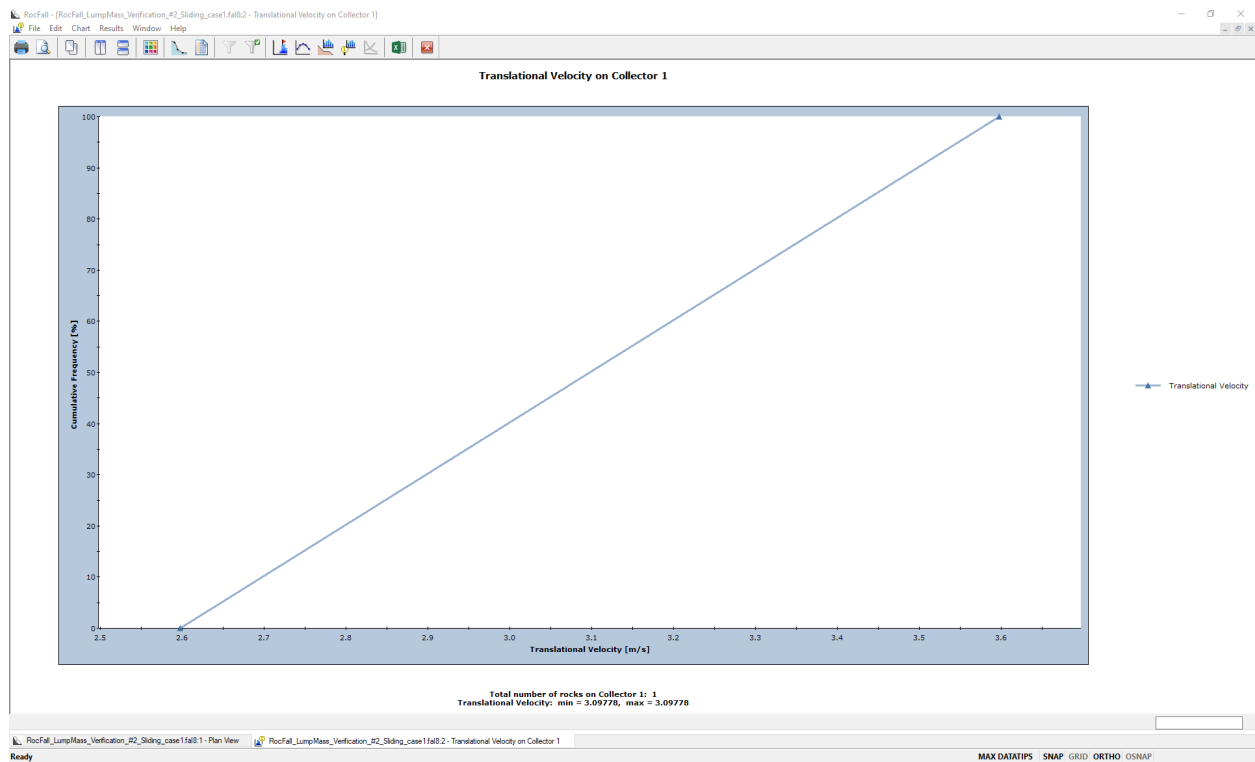 RocFall - [RocFall_LumpMass_Verification_#2_Sliding_case1.fal8:2 - Translational Velocity on Collector 1]
File Edit Chart Results Window Help
Translational Velocity on Collector 1
100
90
80
70
60
50
40
30
20
10
0
Cumulative Frequency [%]
2.5 2.6 2.7 2.8 2.9 3.0 3.1 3.2 3.3 3.4 3.5 3.6
Translational Velocity [m/s]
Translational Velocity
Total number of rocks on Collector 1: 1
Translational Velocity: min = 3.09778, max = 3.09778
RocFall_LumpMass_Verification_#2_Sliding_case1.fal8:1 - Plan View
RocFall_LumpMass_Verification_#2_Sliding_case1.fal8:2 - Translational Velocity on Collector 1
Ready
MAX DATATIPS SNAP GRID ORTHO OSNAP